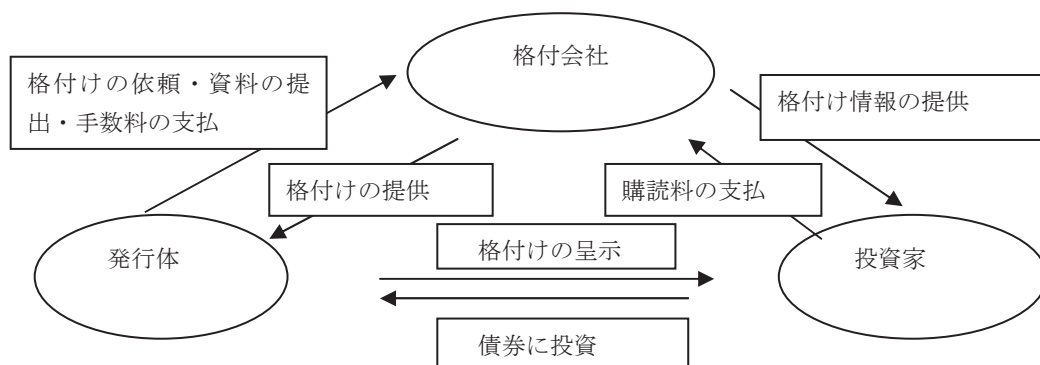 格付会社
格付けの依頼・資料の提
出・手数料の支払
格付け情報の提供
格付けの提供
購読料の支払
発行体
格付けの呈示
投資家
債券に投資